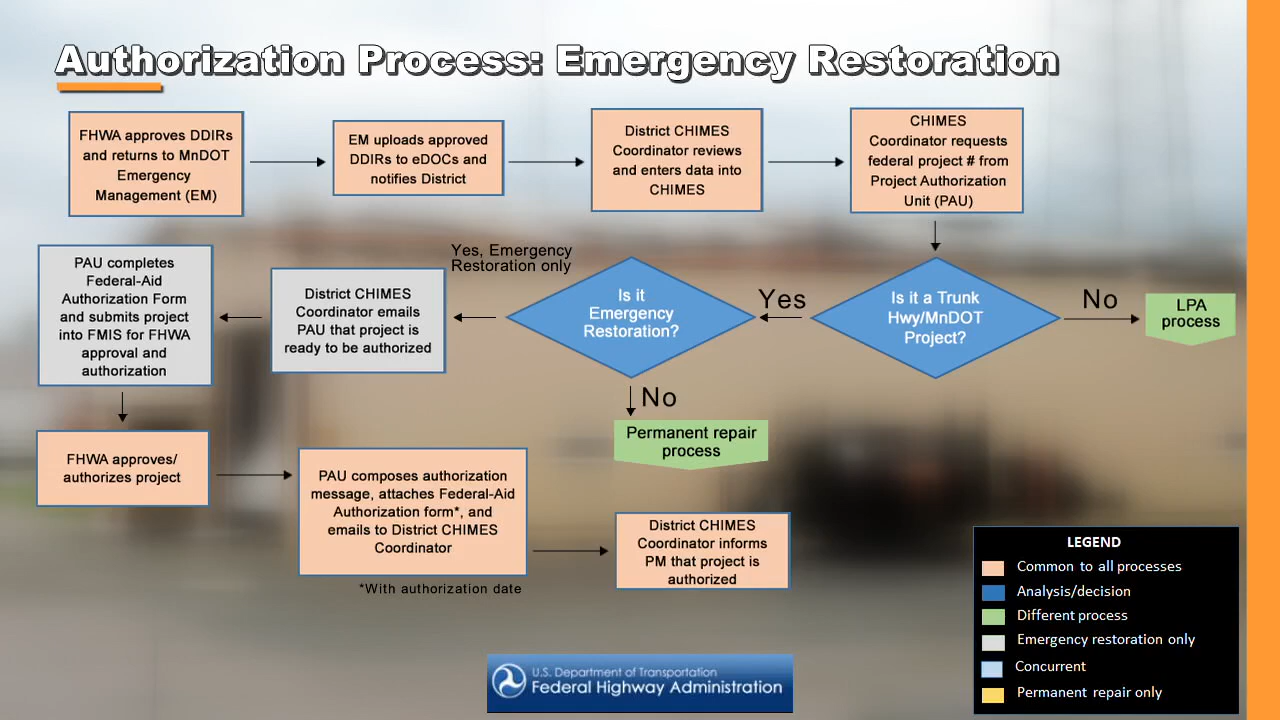 Authorization Process: Emergency Restoration
FHWA approves DDIRs
and returns to MnDOT
Emergency
Management (EM)
EM uploads approved
DDIRs to eDOCs and
notifies District
District CHIMES
Coordinator reviews
and enters data into
CHIMES
CHIMES
Coordinator requests
federal project # from
Project Authorization
Unit (PAU)
Is it a Trunk
Hwy/MnDOT
Project?
No
LPA
process
Yes
Is it
Emergency
Restoration?
No
Permanent repair
process
Yes, Emergency
Restoration only
District CHIMES
Coordinator emails
PAU that project is
ready to be authorized
PAU completes
Federal-Aid
Authorization Form
and submits project
into FMIS for FHWA
approval and
authorization
FHWA approves/
authorizes project
PAU composes authorization
message, attaches Federal-Aid
Authorization form*, and
emails to District CHIMES
Coordinator
*With authorization date
District CHIMES
Coordinator informs
PM that project is
authorized
LEGEND
Common to all processes
Analysis/decision
Different process
Emergency restoration only
Concurrent
Permanent repair only
U.S. Department of Transportation
Federal Highway Administration